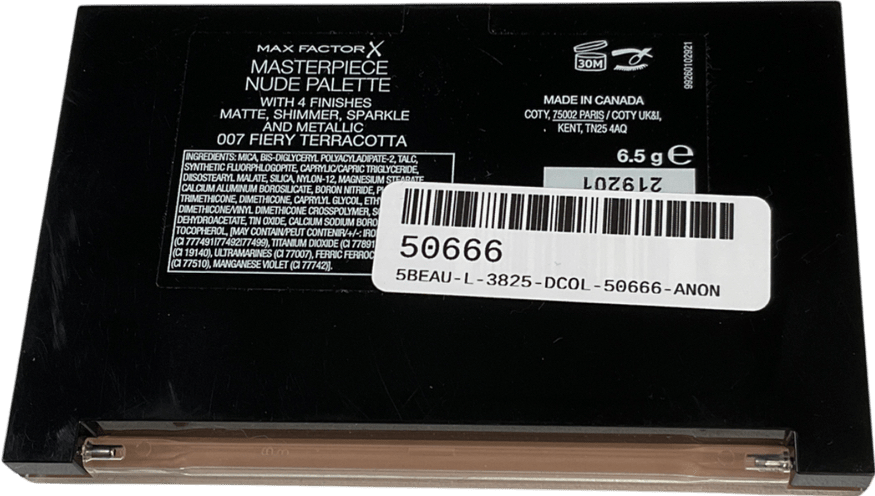 MAX FACTOR X
MASTERPIECE
NUDE PALETTE
WITH 4 FINISHES
MATTE, SHIMMER, SPARKLE
AND METALLIC
007 FIERY TERRACOTTA
INGREDIENTS: MICA, BIS-DIGLYCERYL POLYACYLADIPATE-2, TALC,
SYNTHETIC FLUORPHLOGOPITE, CAPRYLIC/CAPRIC TRIGLYCERIDE,
DIISOSTEARYL MALATE, SILICA, NYLON-12, MAGNESIUM STEARATE,
CALCIUM ALUMINUM BOROSILICATE, BORON NITRIDE,
TRIMETHICONE, DIMETHICONE, CAPRYLYL GLYCOL,
DIMETHICONE/VINYL DIMETHICONE CROSSPOLYMER,
DEHYDROACETATE, TIN OXIDE, CALCIUM SODIUM
TOCOPHEROL, [MAY CONTAIN/PEUT CONTENIR/+/-:
(CI 77491/77492/77499), TITANIUM DIOXIDE (CI 77891
(CI 19140), ULTRAMARINES (CI 77007), FERRIC
(CI 77510), MANGANESE VIOLET (CI 77742)].
30M
99260102921
MADE IN CANADA
COTY, 75002 PARIS / COTY UK&I,
KENT, TN25 4AQ
6.5 g e
219201
50666
5BEAU-L-3825-DCOL-50666-ANON